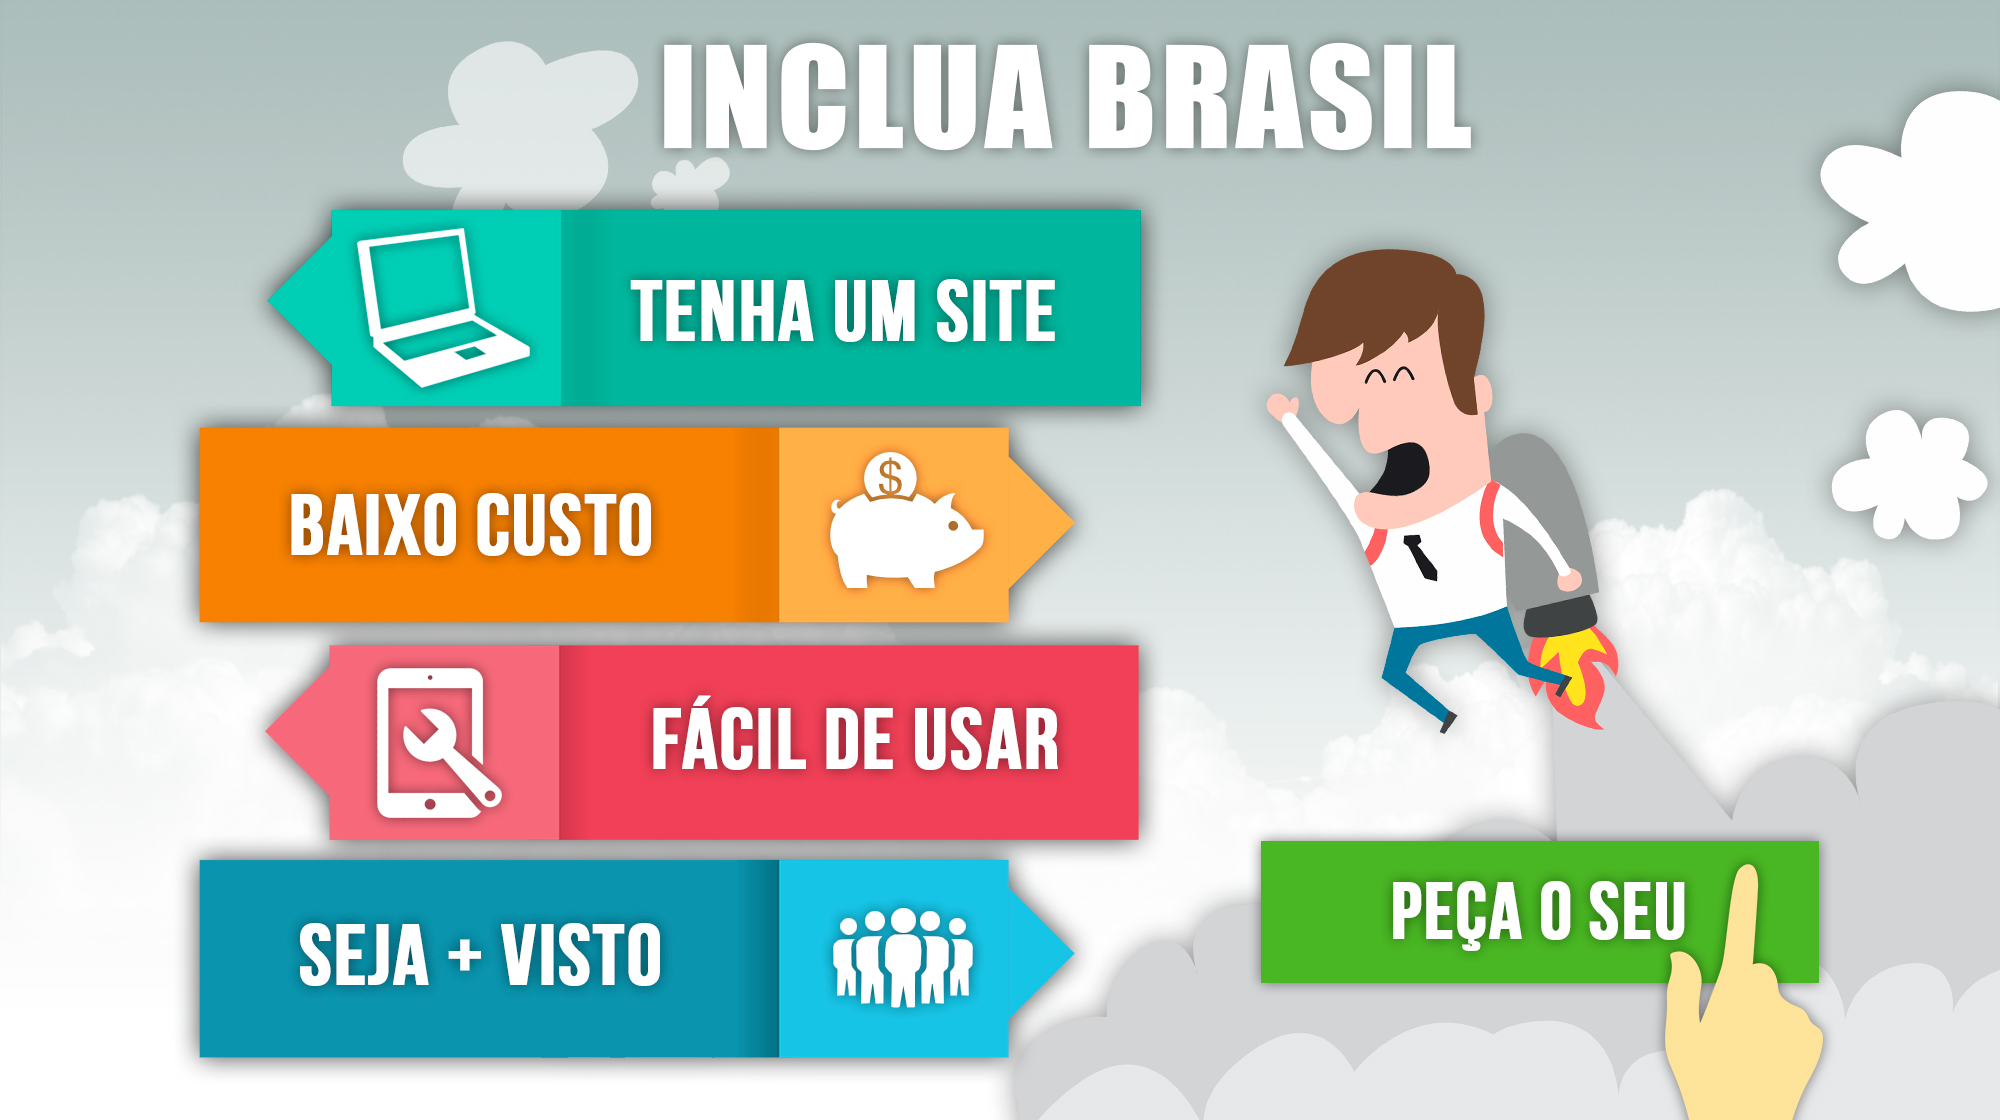 INCLUA BRASIL
TENHA UM SITE
BAIXO CUSTO
$
FÁCIL DE USAR
SEJA + VISTO
PEÇA O SEU